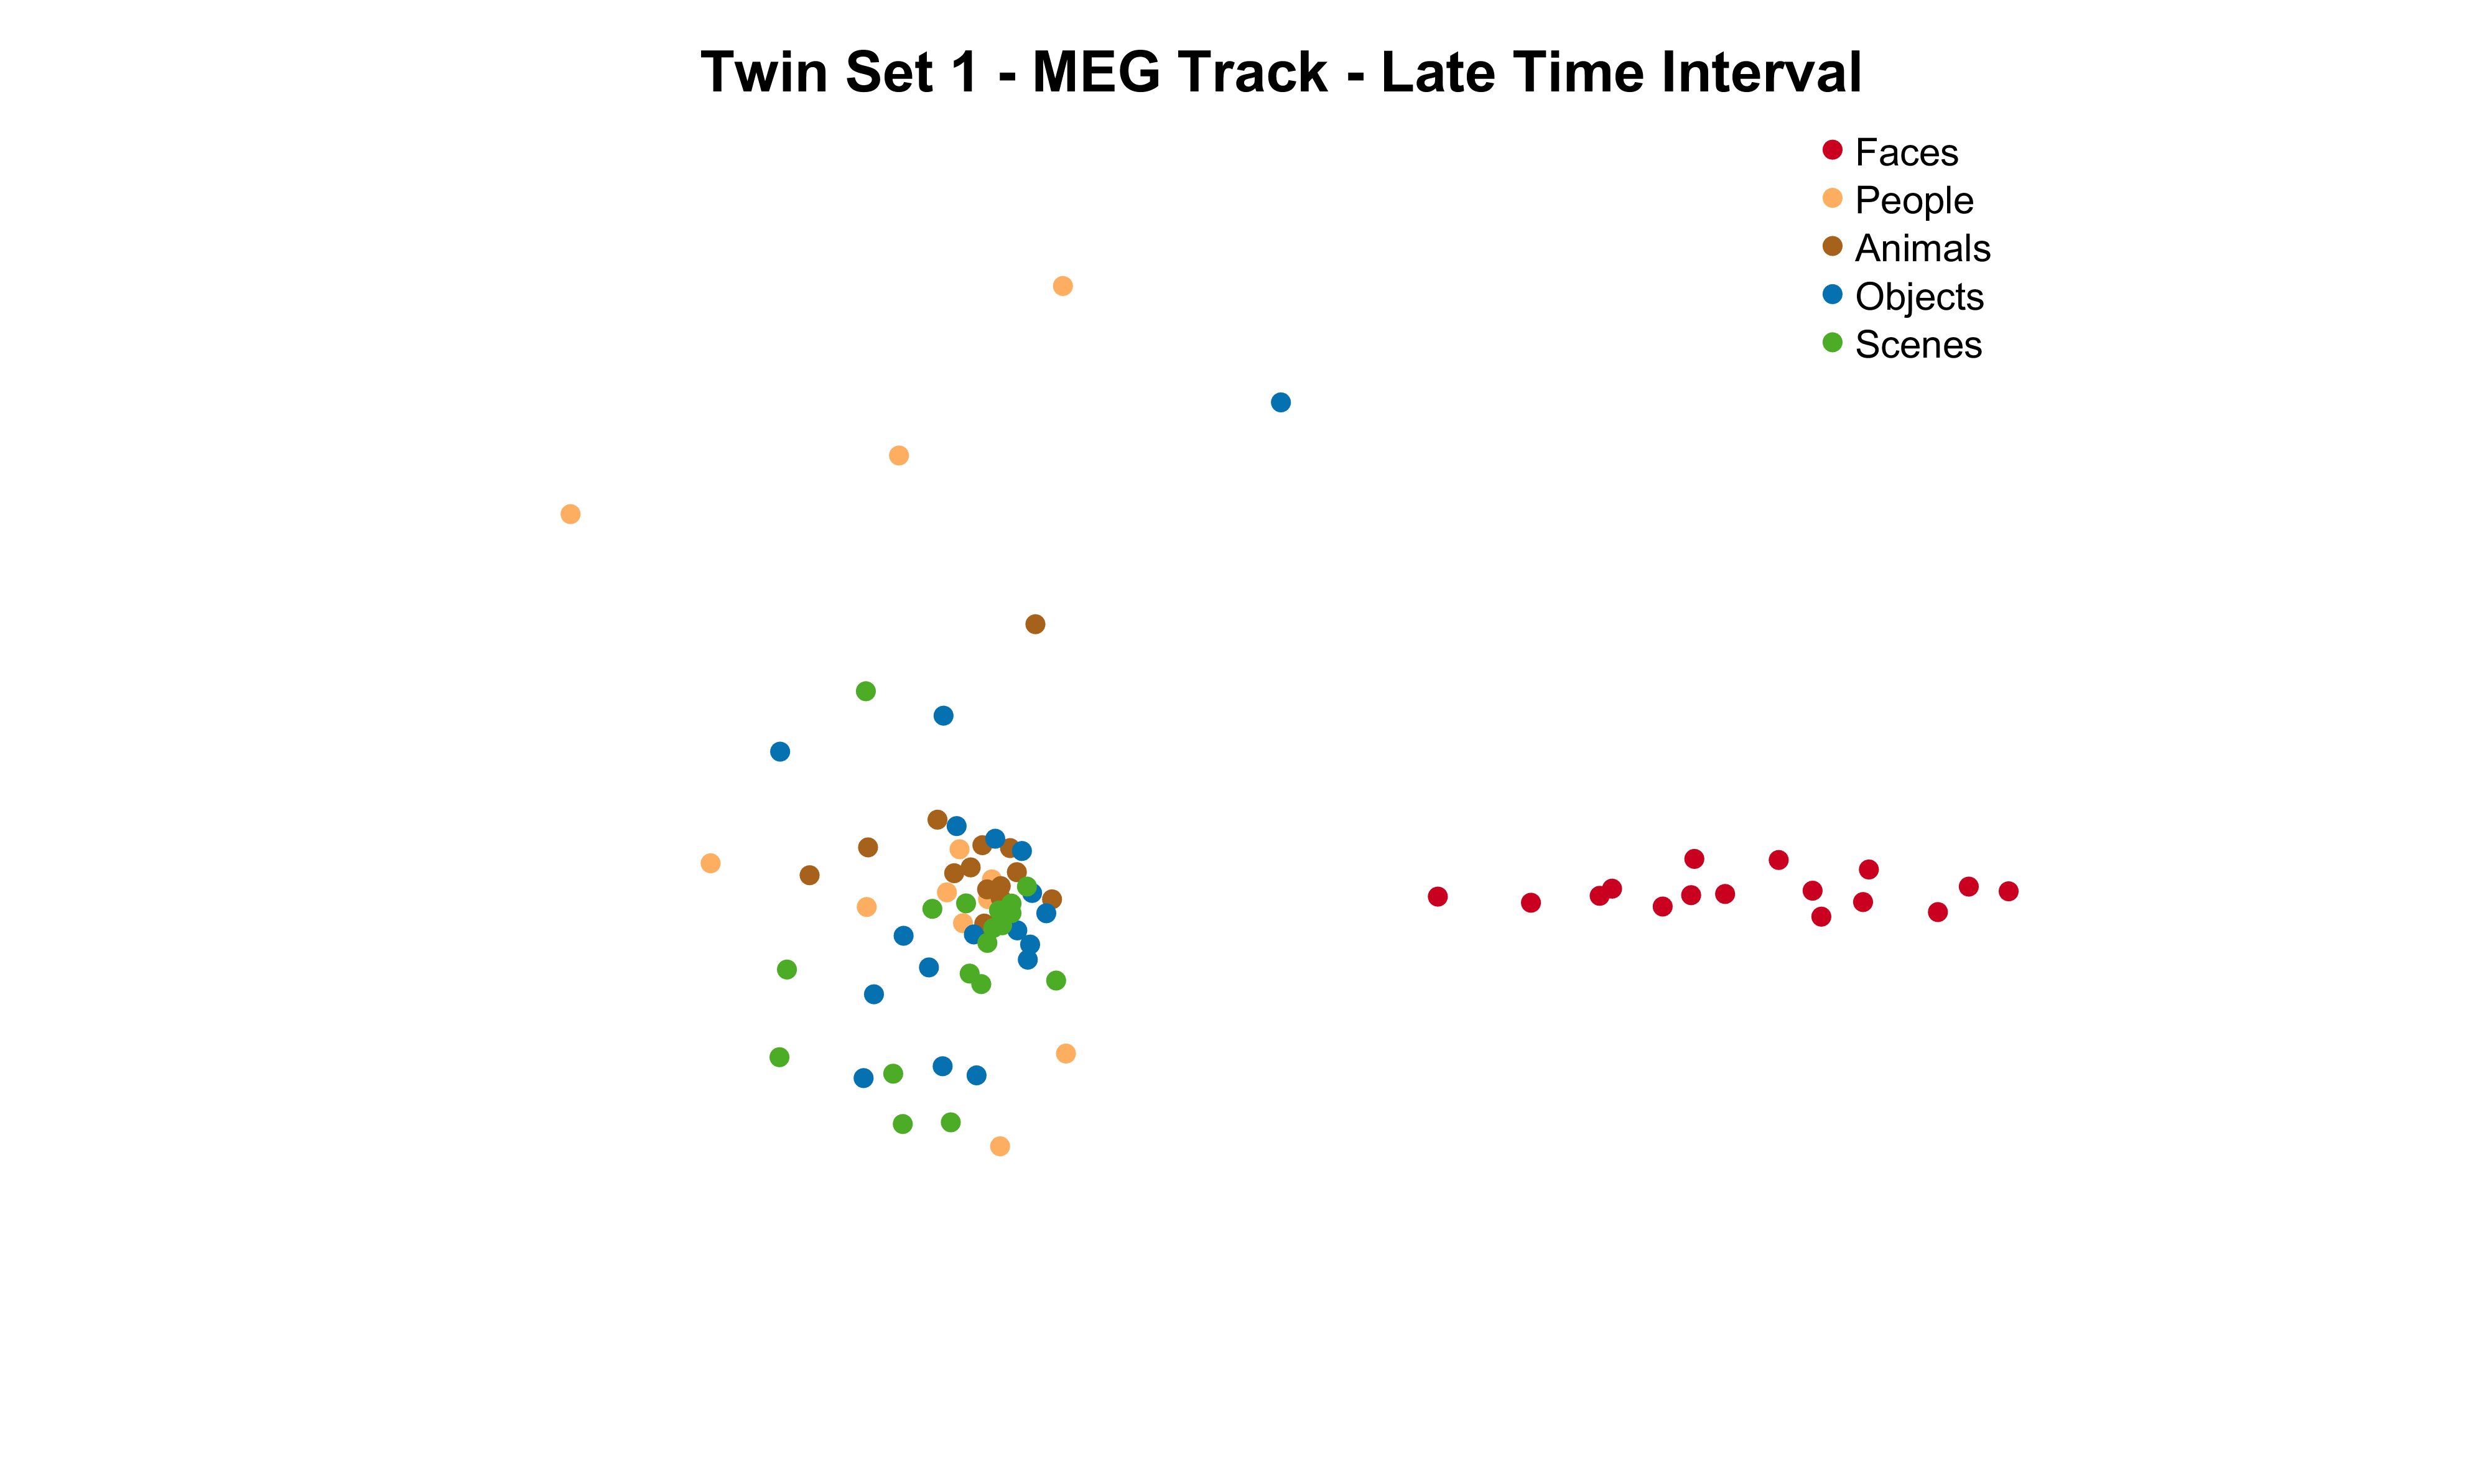 Twin Set 1 - MEG Track - Late Time Interval
Faces
People
Animals
Objects
Scenes